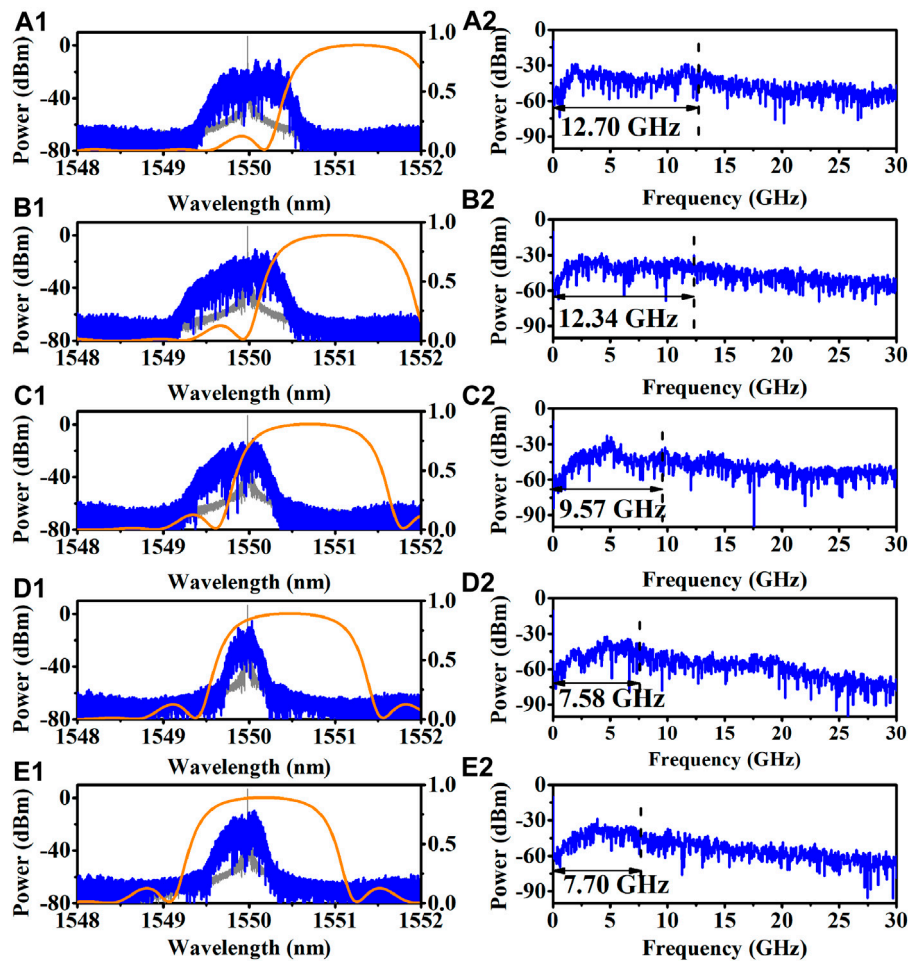 A1
A2
Power (dBm)
0
-40
-80
1.0
0.5
0.0
1548 1549 1550 1551 1552
Wavelength (nm)
Power (dBm)
0
-30
-60
-90
12.70 GHz
0 5 10 15 20 25 30
Frequency (GHz)
B1
B2
Power (dBm)
0
-40
-80
1.0
0.5
0.0
1548 1549 1550 1551 1552
Wavelength (nm)
Power (dBm)
0
-30
-60
-90
12.34 GHz
0 5 10 15 20 25 30
Frequency (GHz)
C1
C2
Power (dBm)
0
-40
-80
1.0
0.5
0.0
1548 1549 1550 1551 1552
Wavelength (nm)
Power (dBm)
0
-30
-60
-90
9.57 GHz
0 5 10 15 20 25 30
Frequency (GHz)
D1
D2
Power (dBm)
0
-40
-80
1.0
0.5
0.0
1548 1549 1550 1551 1552
Wavelength (nm)
Power (dBm)
0
-30
-60
-90
7.58 GHz
0 5 10 15 20 25 30
Frequency (GHz)
E1
E2
Power (dBm)
0
-40
-80
1.0
0.5
0.0
1548 1549 1550 1551 1552
Wavelength (nm)
Power (dBm)
0
-30
-60
-90
7.70 GHz
0 5 10 15 20 25 30
Frequency (GHz)